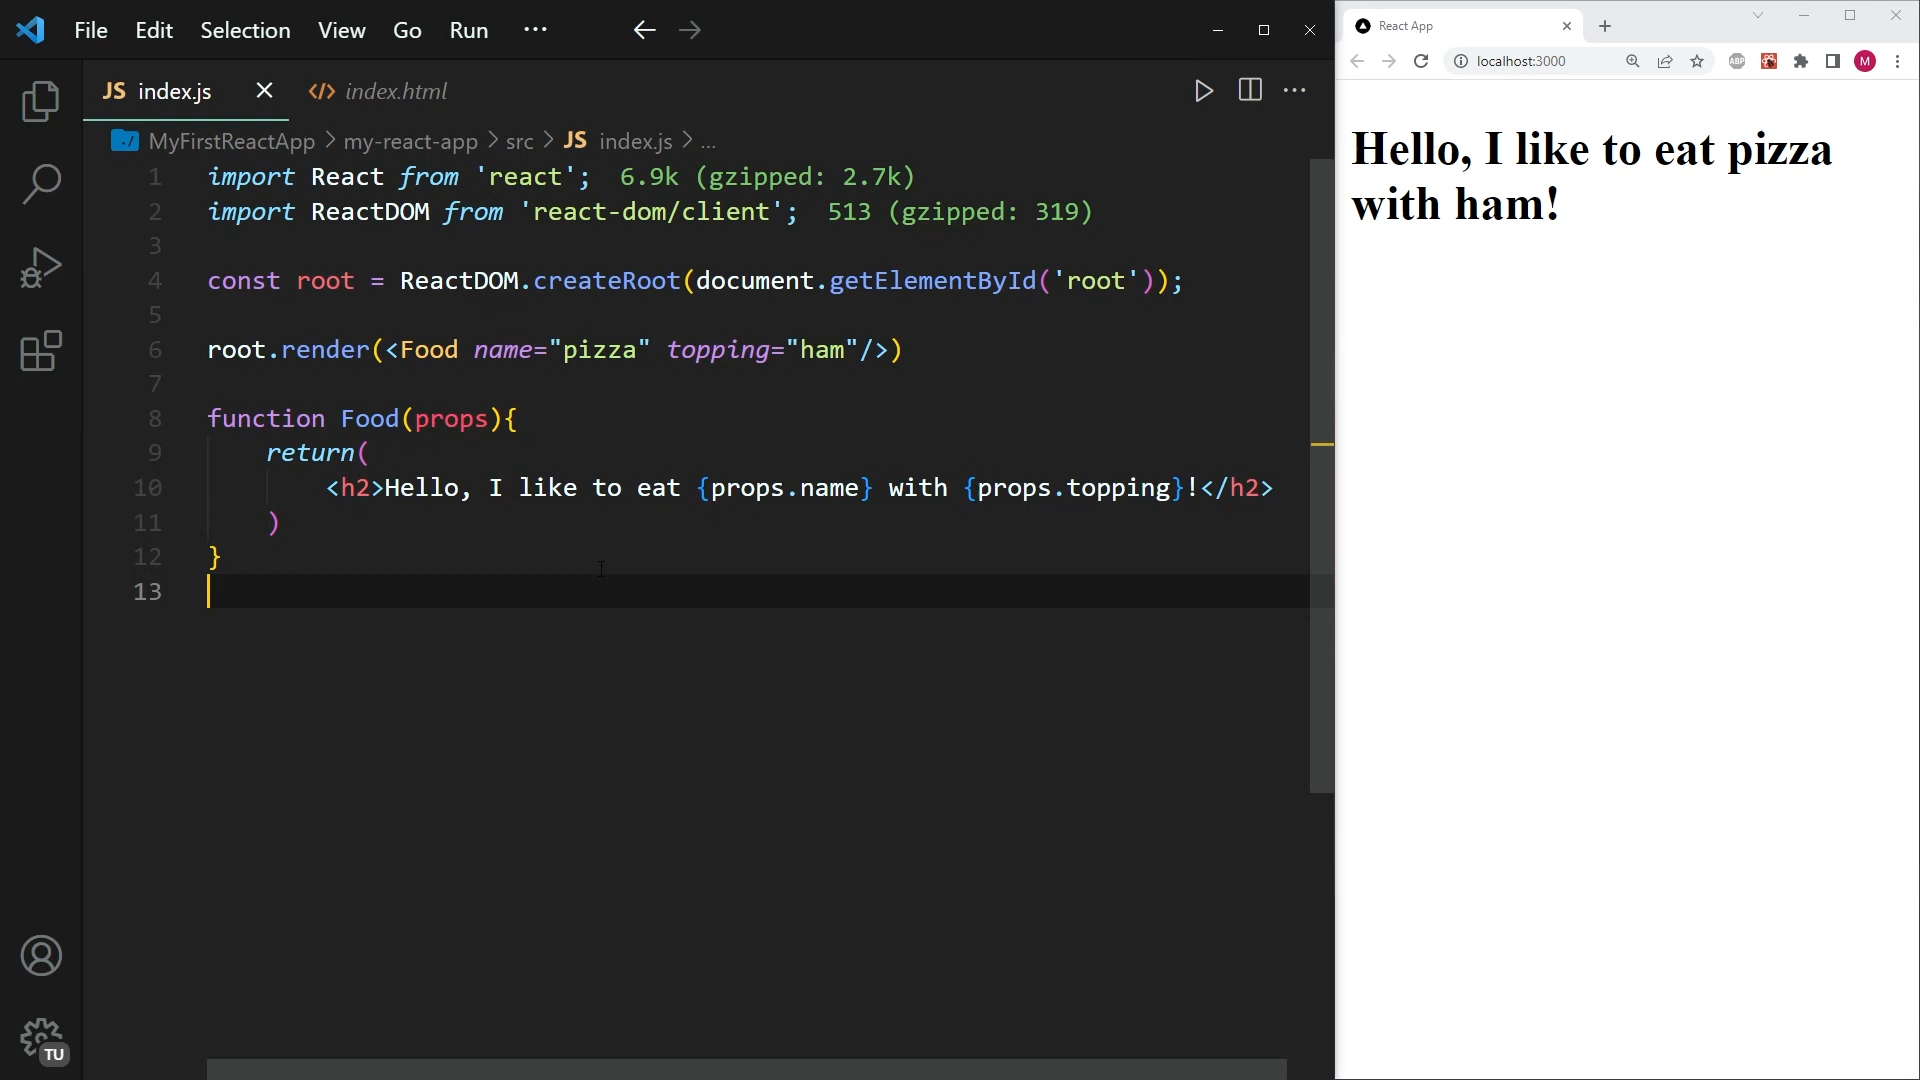 File Edit Selection View Go Run ···
JS index.js
</> index.html
MyFirstReactApp > my-react-app > src > JS index.js > ...
1 import React from 'react'; 6.9k (gzipped: 2.7k)
2 import ReactDOM from 'react-dom/client'; 513 (gzipped: 319)
3
4 const root = ReactDOM.createRoot(document.getElementById('root'));
5
6 root.render(<Food name="pizza" topping="ham"/>)
7
8 function Food(props){
9     return(
10         <h2>Hello, I like to eat {props.name} with {props.topping}!</h2>
11     )
12 }
13
TU
React App
localhost:3000
ABP
M
Hello, I like to eat pizza
with ham!